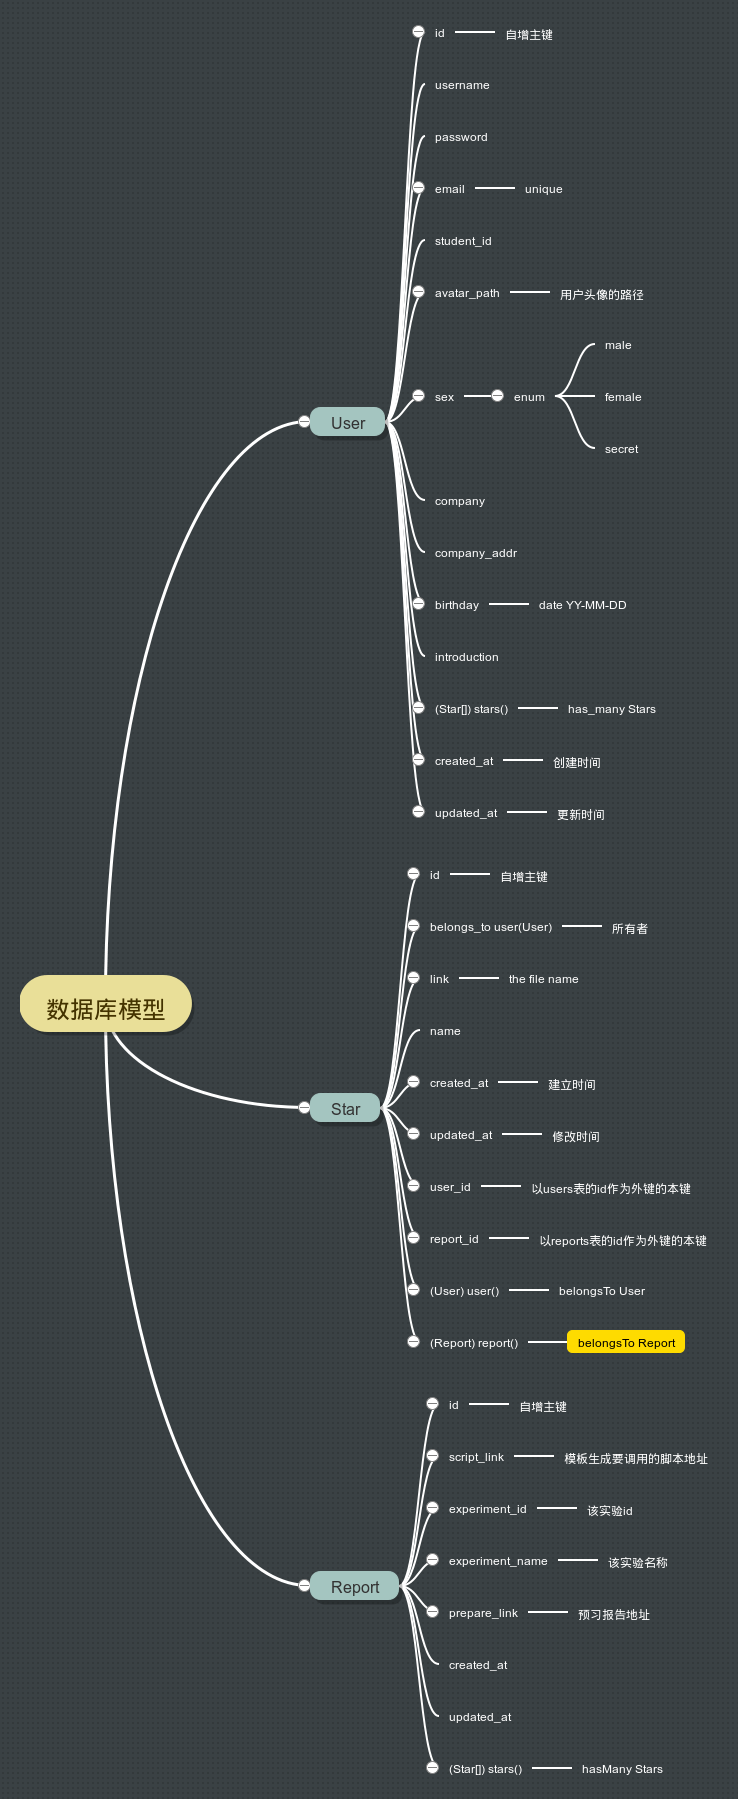 数据库模型
User
id
自增主键
username
password
email
unique
student_id
avatar_path
用户头像的路径
sex
enum
male
female
secret
company
company_addr
birthday
date YY-MM-DD
introduction
(Star[]) stars()
has_many Stars
created_at
创建时间
updated_at
更新时间
Star
id
自增主键
belongs_to user(User)
所有者
link
the file name
name
created_at
建立时间
updated_at
修改时间
user_id
以users表的id作为外键的本键
report_id
以reports表的id作为外键的本键
(User) user()
belongsTo User
(Report) report()
belongsTo Report
Report
id
自增主键
script_link
模板生成要调用的脚本地址
experiment_id
该实验id
experiment_name
该实验名称
prepare_link
预习报告地址
created_at
updated_at
(Star[]) stars()
hasMany Stars